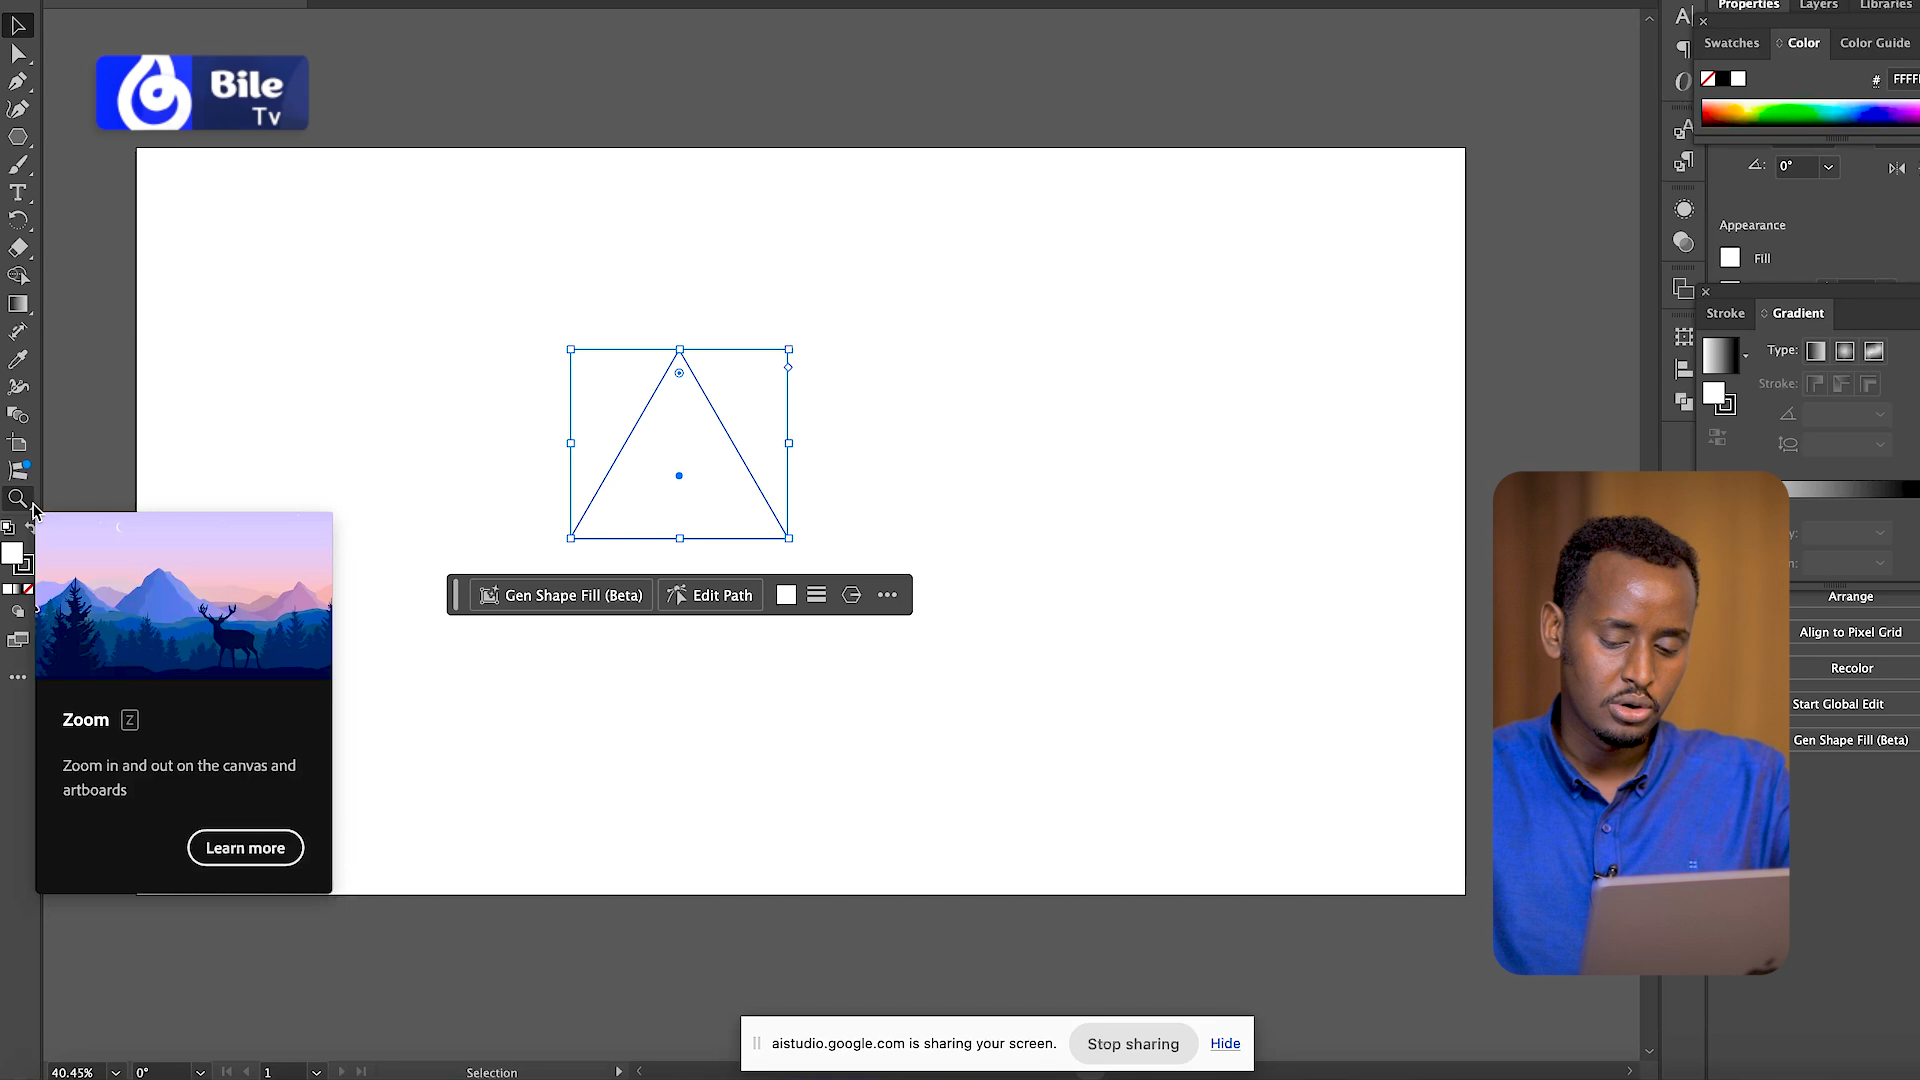 Properties
Layers
Libraries
Swatches
Color
Color Guide
Bile
Tv
# FFFF
0°
Appearance
Fill
Stroke
Gradient
Type:
Stroke:
Gen Shape Fill (Beta)
Edit Path
Zoom Z
Zoom in and out on the canvas and
artboards
Learn more
Arrange
Align to Pixel Grid
Recolor
Start Global Edit
Gen Shape Fill (Beta)
aistudio.google.com is sharing your screen.
Stop sharing
Hide
40.45%
0°
1
Selection